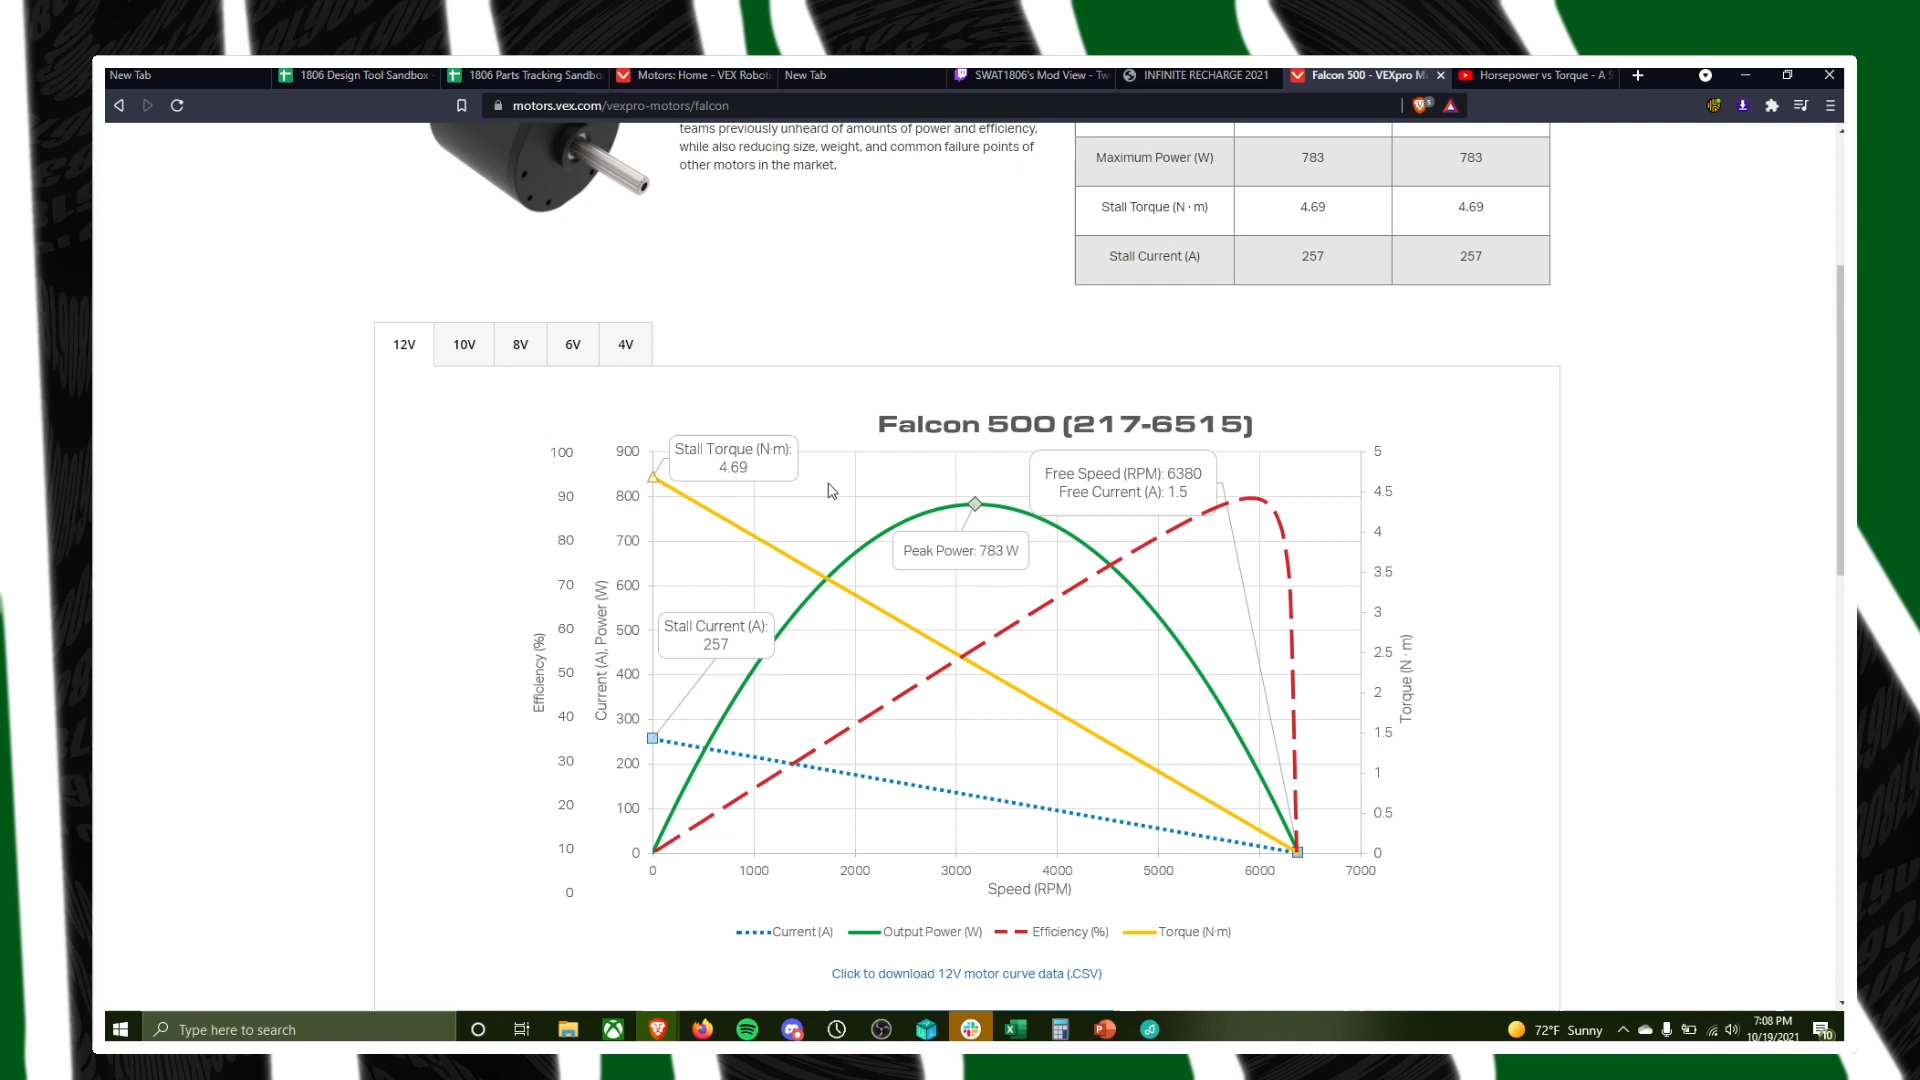 New Tab
1806 Design Tool Sandbox
1806 Parts Tracking Sandbo
Motors: Home - VEX Roboti
New Tab
SWAT1806's Mod View - Tw
INFINITE RECHARGE 2021
Falcon 500 - VEXpro M
Horsepower vs Torque - A S
motors.vex.com/vexpro-motors/falcon
teams previously unheard of amounts of power and efficiency,
while also reducing size, weight, and common failure points of
other motors in the market.
Maximum Power (W) 783 783
Stall Torque (N · m) 4.69 4.69
Stall Current (A) 257 257
12V 10V 8V 6V 4V
Falcon 500 (217-6515)
Stall Torque (N·m):
4.69
Free Speed (RPM): 6380
Free Current (A): 1.5
Peak Power: 783 W
Stall Current (A):
257
Efficiency (%)
100
90
80
70
60
50
40
30
20
10
0
Current (A), Power (W)
900
800
700
600
500
400
300
200
100
0
5
4.5
4
3.5
3
2.5
2
1.5
1
0.5
0
Torque (N · m)
0 1000 2000 3000 4000 5000 6000 7000
Speed (RPM)
Current (A) Output Power (W) Efficiency (%) Torque (N·m)
Click to download 12V motor curve data (.CSV)
Type here to search
72°F Sunny
7:08 PM
10/19/2021
10